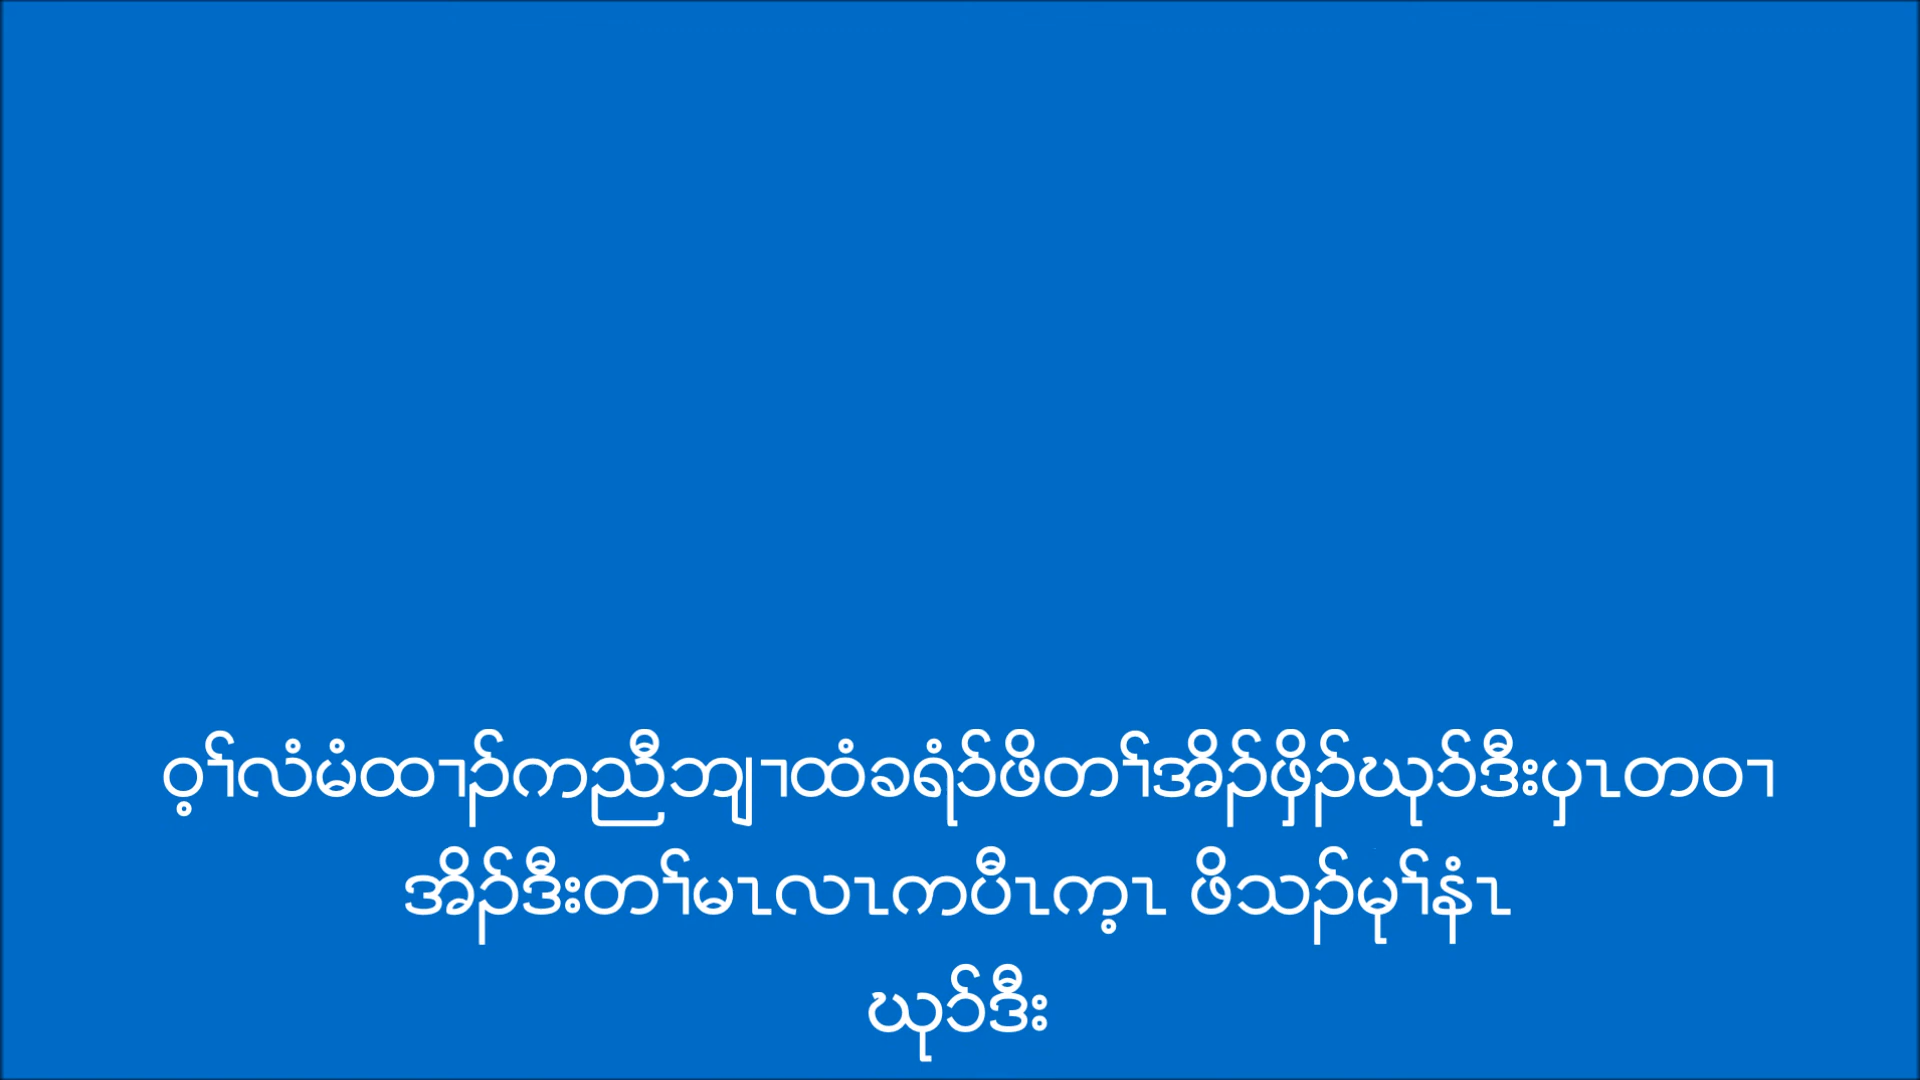 ဝ့ၢ်လံမံထၢၣ်ကညီဘျၢထံခရံာ်ဖိတၢ်အိၣ်ဖှိၣ်ဃုာ်ဒီးပှၤတဝၢ
အိၣ်ဒီးတၢ်မၤလၤကပီၤက့ၤ ဖိသၣ်မုၢ်နံၤ
ဃုာ်ဒီး